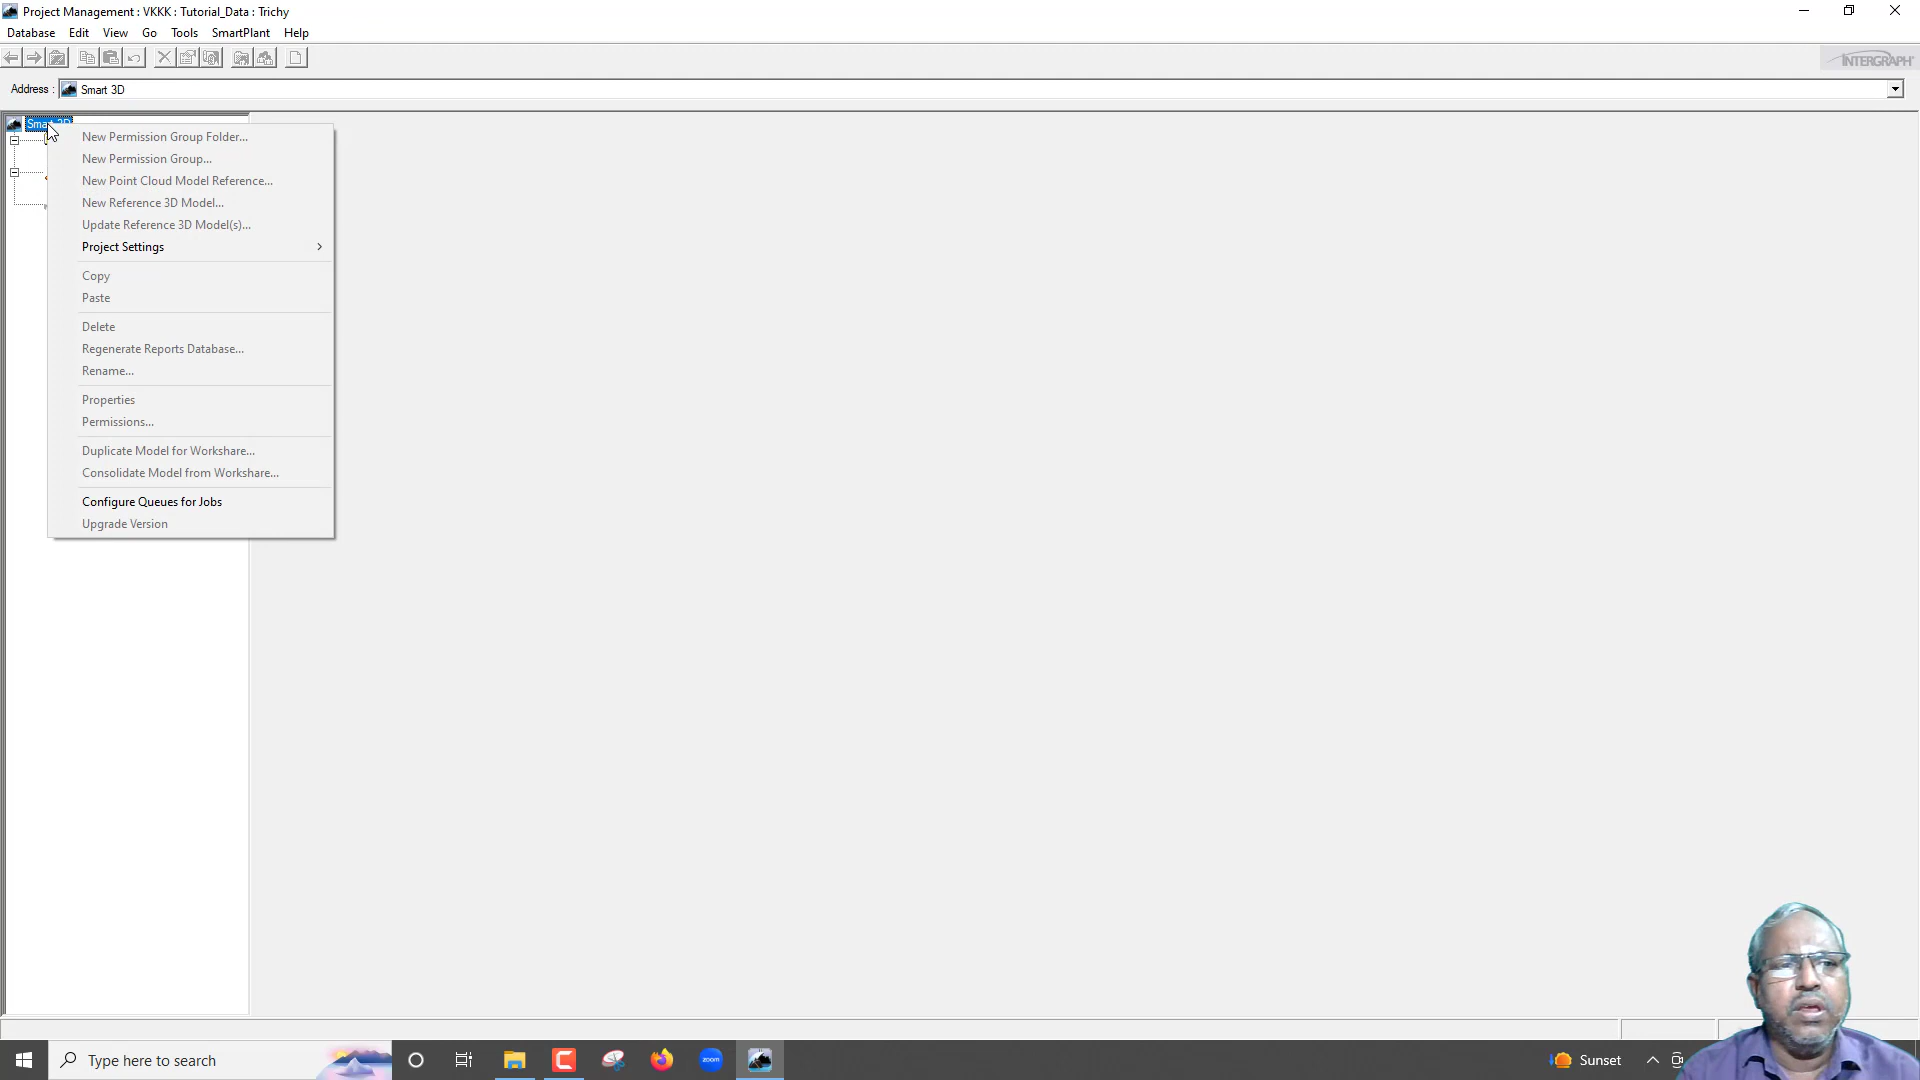 Project Management : VKKK : Tutorial_Data : Trichy
Database Edit View Go Tools SmartPlant Help
INTERGRAPH
Address : Smart 3D
Smart 3D
New Permission Group Folder...
New Permission Group...
New Point Cloud Model Reference...
New Reference 3D Model...
Update Reference 3D Model(s)...
Project Settings
Copy
Paste
Delete
Regenerate Reports Database...
Rename...
Properties
Permissions...
Duplicate Model for Workshare...
Consolidate Model from Workshare...
Configure Queues for Jobs
Upgrade Version
Type here to search
zoom
Sunset